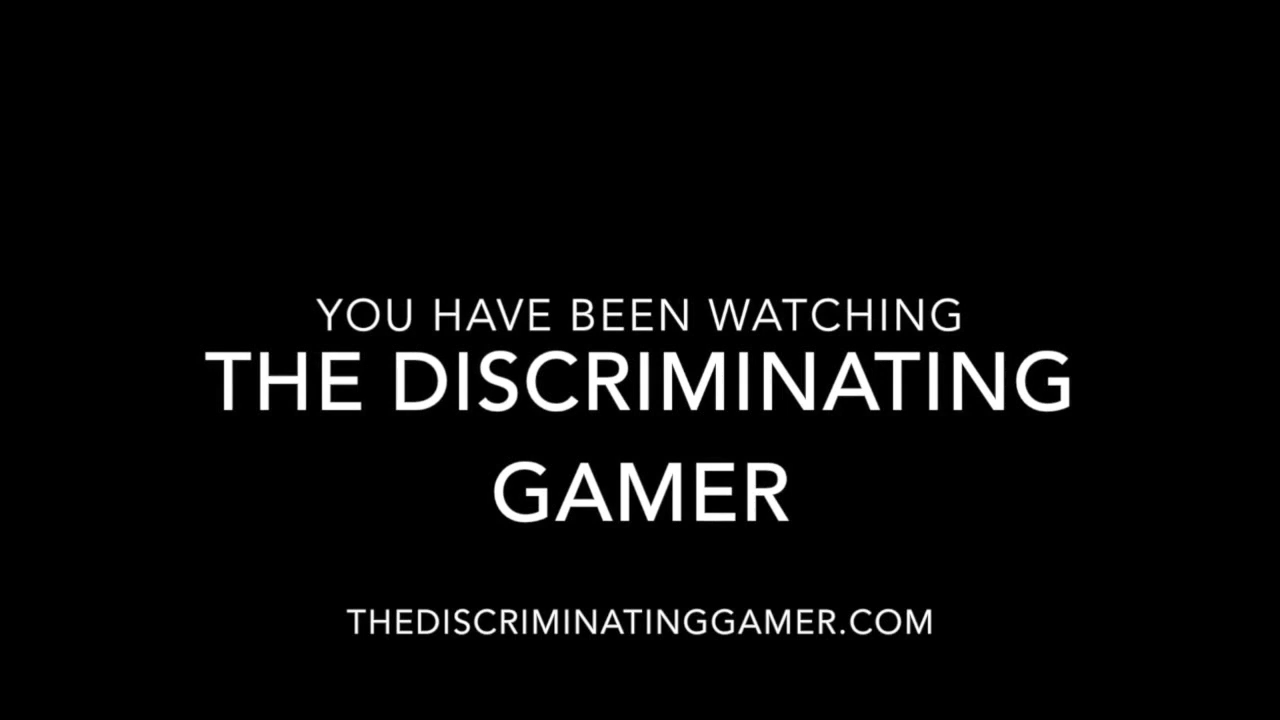 YOU HAVE BEEN WATCHING
THE DISCRIMINATING
GAMER
THEDISCRIMINATINGGAMER.COM